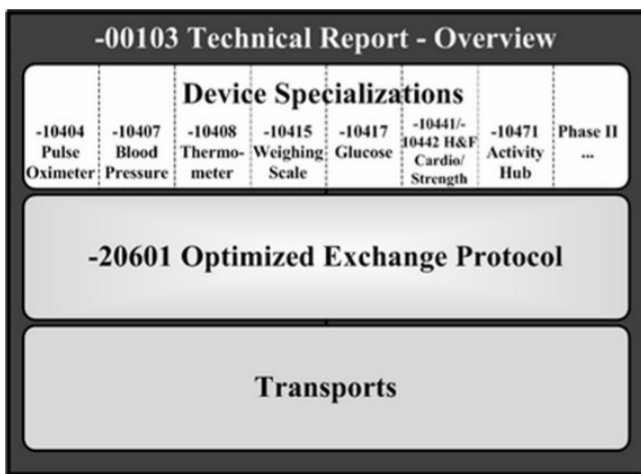 -00103 Technical Report - Overview
Device Specializations
-10404
Pulse
Oximeter
-10407
Blood
Pressure
-10408
Thermo-
meter
-10415
Weighing
Scale
-10417
Glucose
-10441/-
10442 H&F
Cardio/
Strength
-10471
Activity
Hub
Phase II
...
-20601 Optimized Exchange Protocol
Transports